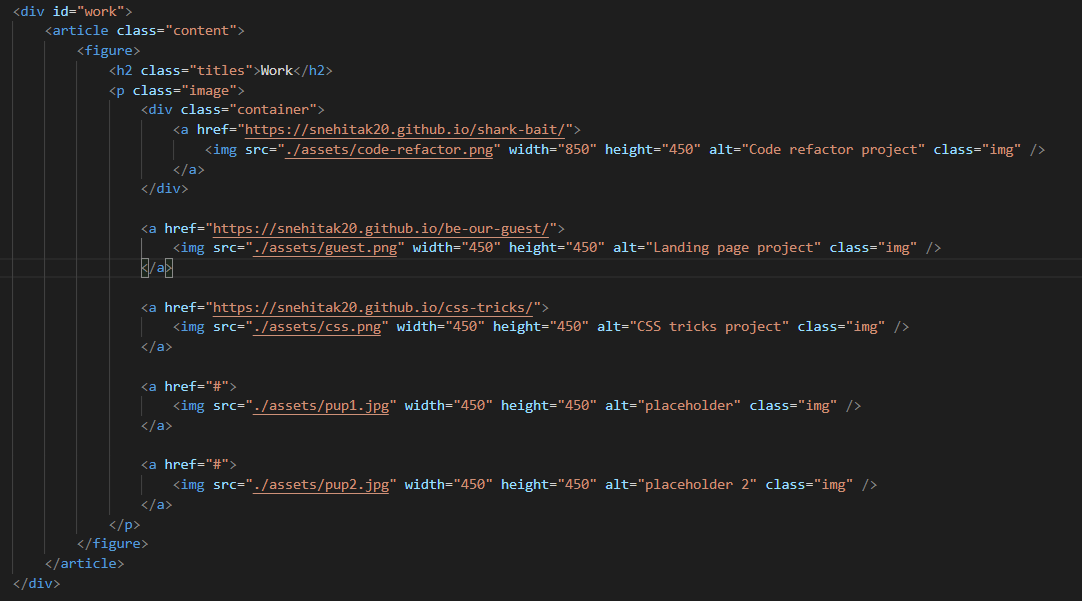 <div id="work">
    <article class="content">
        <figure>
            <h2 class="titles">Work</h2>
            <p class="image">
                <div class="container">
                    <a href="https://snehitak20.github.io/shark-bait/">
                        <img src="./assets/code-refactor.png" width="850" height="450" alt="Code refactor project" class="img" />
                    </a>
                </div>

                <a href="https://snehitak20.github.io/be-our-guest/">
                    <img src="./assets/guest.png" width="450" height="450" alt="Landing page project" class="img" />
                </a>

                <a href="https://snehitak20.github.io/css-tricks/">
                    <img src="./assets/css.png" width="450" height="450" alt="CSS tricks project" class="img" />
                </a>

                <a href="#">
                    <img src="./assets/pup1.jpg" width="450" height="450" alt="placeholder" class="img" />
                </a>

                <a href="#">
                    <img src="./assets/pup2.jpg" width="450" height="450" alt="placeholder 2" class="img" />
                </a>
            </p>
        </figure>
    </article>
</div>